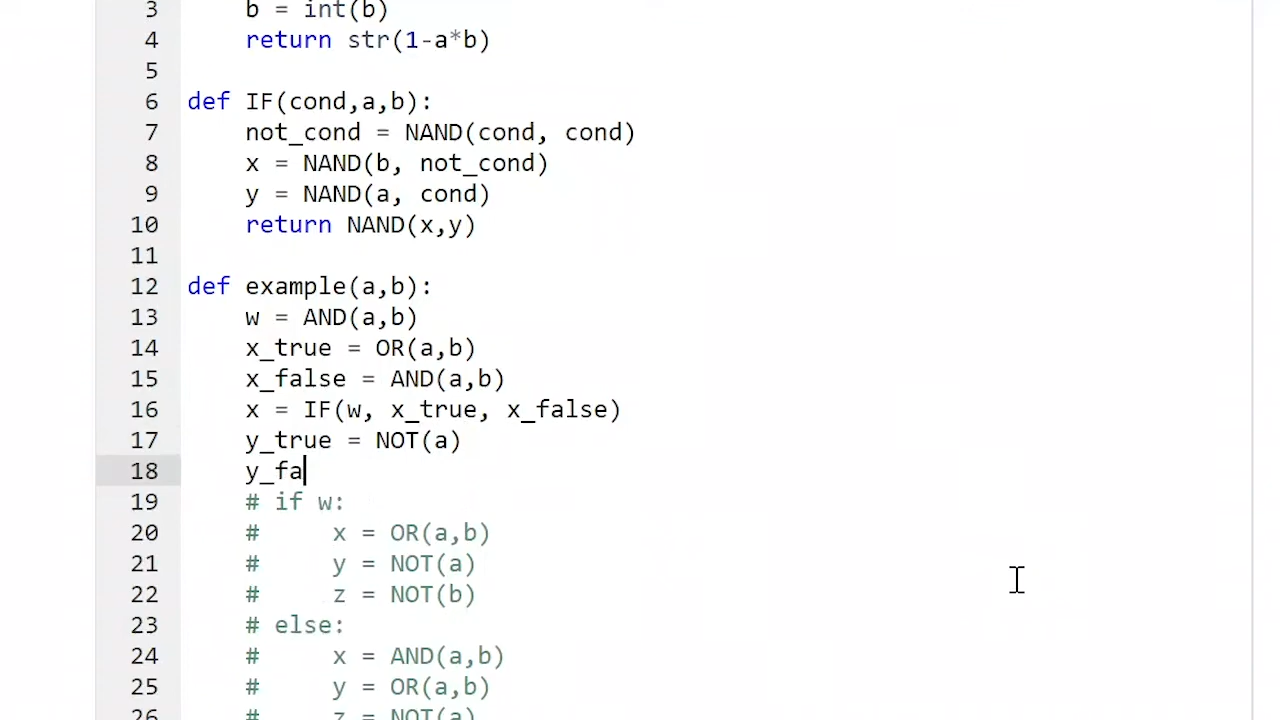 3 b = int(b)
4 return str(1-a*b)
5
6 def IF(cond,a,b):
7 not_cond = NAND(cond, cond)
8 x = NAND(b, not_cond)
9 y = NAND(a, cond)
10 return NAND(x,y)
11
12 def example(a,b):
13 w = AND(a,b)
14 x_true = OR(a,b)
15 x_false = AND(a,b)
16 x = IF(w, x_true, x_false)
17 y_true = NOT(a)
18 y_fa
19 # if w:
20 # x = OR(a,b)
21 # y = NOT(a)
22 # z = NOT(b)
23 # else:
24 # x = AND(a,b)
25 # y = OR(a,b)
26 # z = NOT(a)